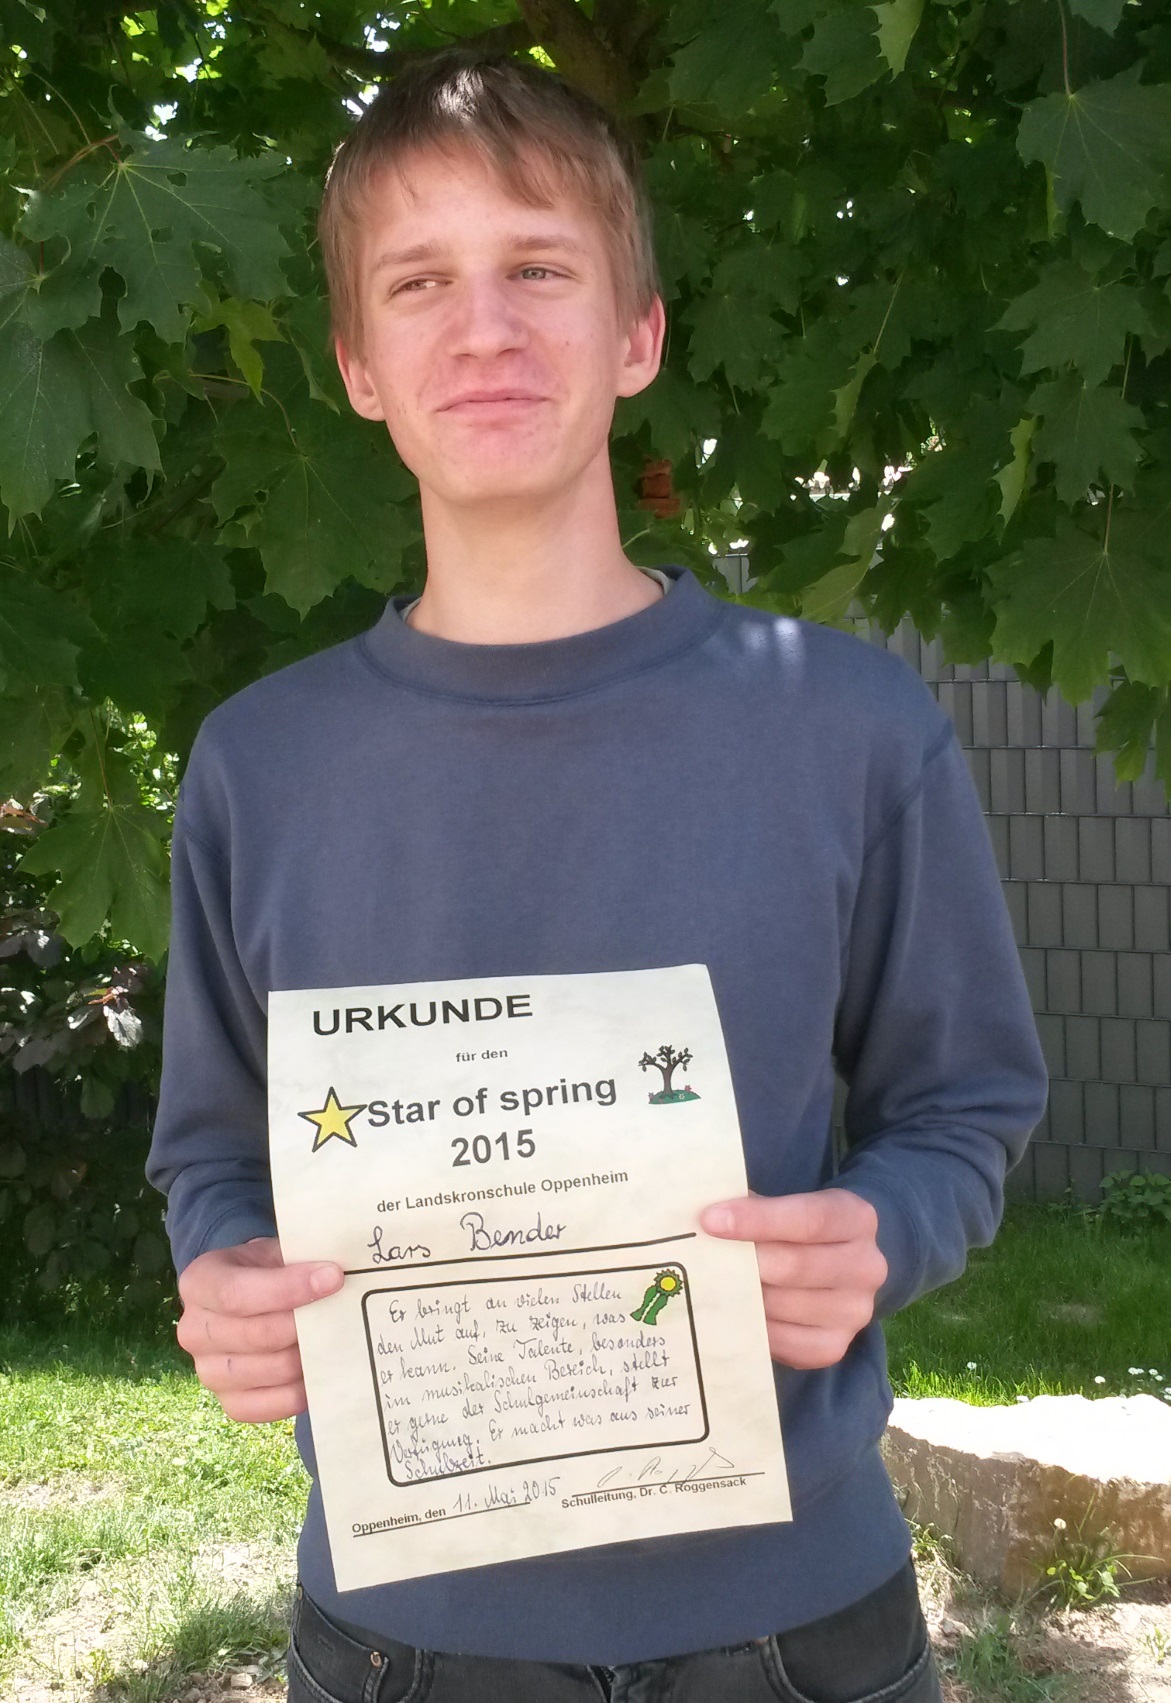 URKUNDE
für den
Star of spring
2015
der Landskronschule Oppenheim
Lars Bender
Er bringt an vielen Stellen
den Mut auf, zu zeigen, was
er kann. Seine Talente, besonders
im musikalischen Bereich, stellt
er gerne der Schulgemeinschaft zur
Verfügung. Er macht was aus seiner
Schulzeit.
Oppenheim, den 11. Mai 2015
Schulleitung, Dr. C. Roggensack